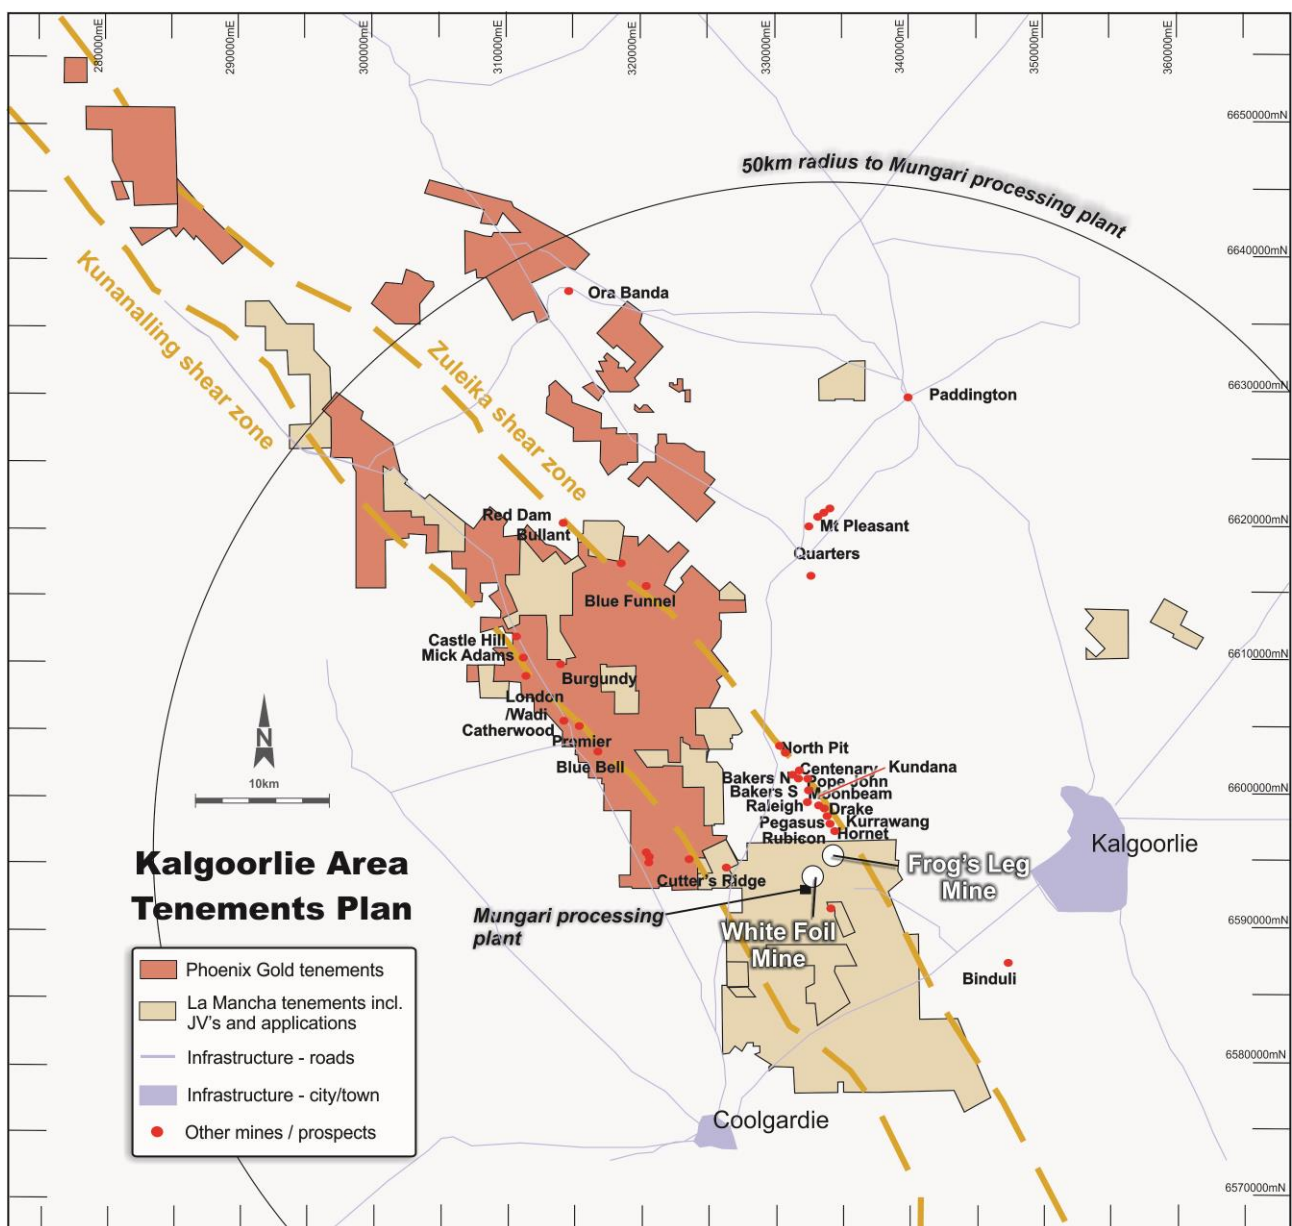 280000mE
290000mE
300000mE
310000mE
320000mE
330000mE
340000mE
350000mE
360000mE
6650000mN
6640000mN
6630000mN
6620000mN
6610000mN
6600000mN
6590000mN
6580000mN
6570000mN
50km radius to Mungari processing plant
Kunanalling shear zone
Zuleika shear zone
Ora Banda
Paddington
Red Dam
Bullant
Mt Pleasant
Quarters
Blue Funnel
Castle Hill
Mick Adams
Burgundy
London
/Wadi
Catherwood
Premier
Blue Bell
North Pit
Centenary
Kundana
Bakers N
Pope John
Bakers S
Moonbeam
Raleigh
Drake
Pegasus
Kurrawang
Rubicon
Hornet
Kalgoorlie
Frog's Leg
Mine
Cutter's Ridge
Mungari processing
plant
White Foil
Mine
Binduli
Coolgardie
N
10km
Kalgoorlie Area
Tenements Plan
Phoenix Gold tenements
La Mancha tenements incl.
JV's and applications
Infrastructure - roads
Infrastructure - city/town
Other mines / prospects